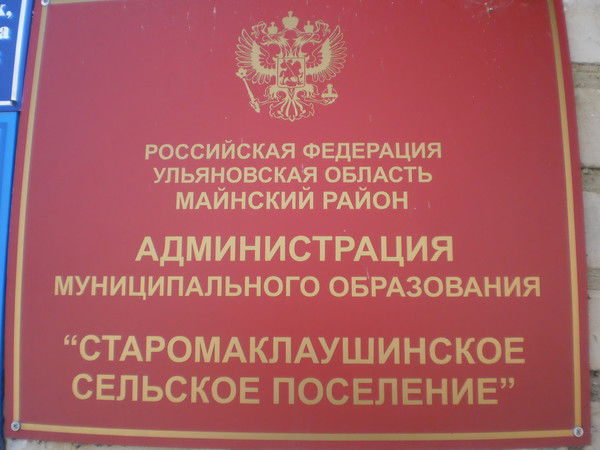 РОССИЙСКАЯ ФЕДЕРАЦИЯ
УЛЬЯНОВСКАЯ ОБЛАСТЬ
МАЙНСКИЙ РАЙОН
АДМИНИСТРАЦИЯ
МУНИЦИПАЛЬНОГО ОБРАЗОВАНИЯ
“СТАРОМАКЛАУШИНСКОЕ
СЕЛЬСКОЕ ПОСЕЛЕНИЕ”